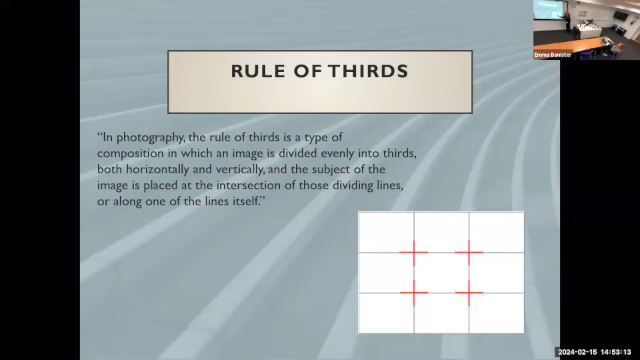 RULE OF THIRDS
“In photography, the rule of thirds is a type of
composition in which an image is divided evenly into thirds,
both horizontally and vertically, and the subject of the
image is placed at the intersection of those dividing lines,
or along one of the lines itself.”
Emma Banister
2024-02-15 14:53:13